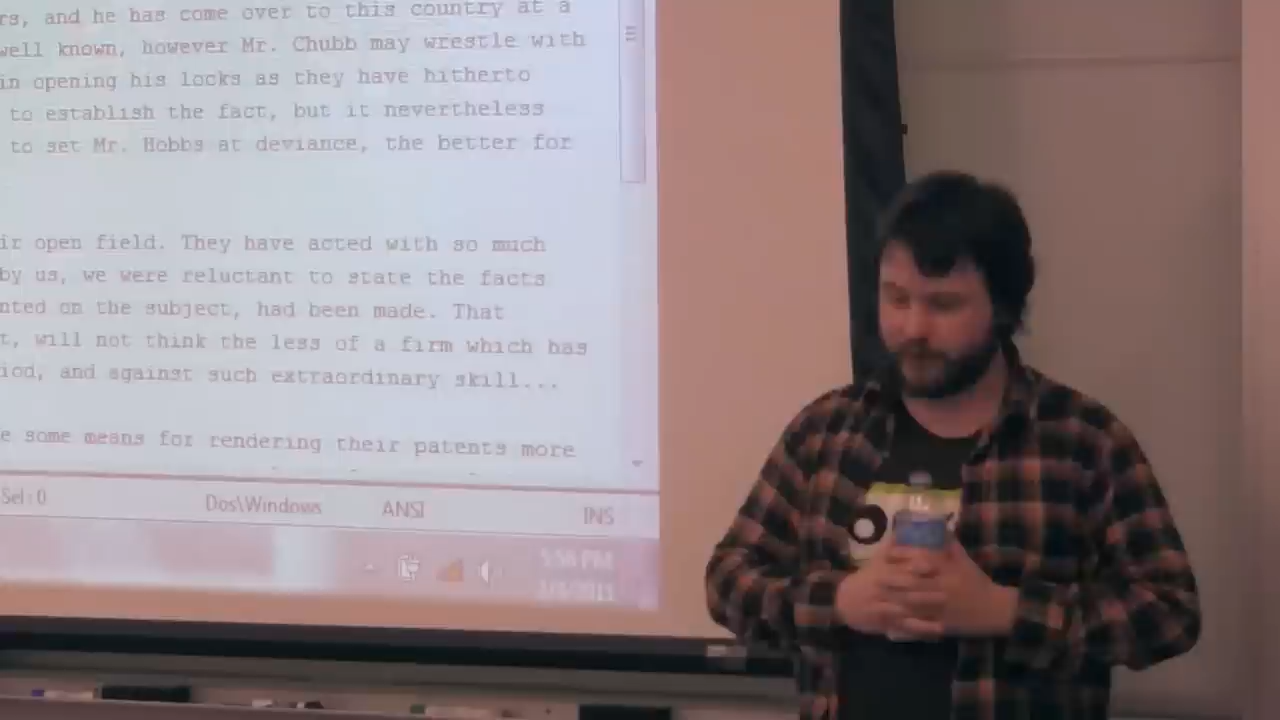 rs, and he has come over to this country at a
well known, however Mr. Chubb may wrestle with
in opening his locks as they have hitherto
to establish the fact, but it nevertheless
to set Mr. Hobbs at deviance, the better for
ir open field. They have acted with so much
by us, we were reluctant to state the facts
nted on the subject, had been made. That
t, will not think the less of a firm which has
iod, and against such extraordinary skill...
e some means for rendering their patents more
Sel:0 Dos\Windows ANSI INS
5:56 PM